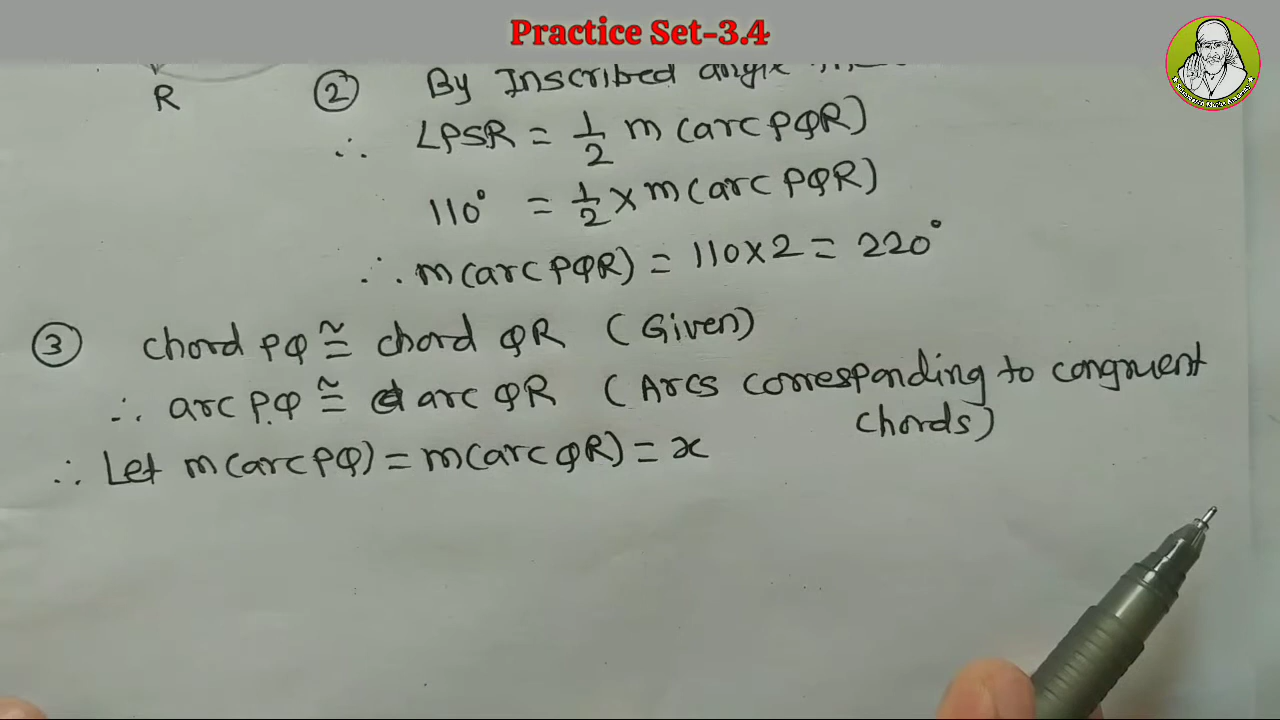 Practice Set-3.4
R
② By Inscribed angle
∴ ∠PSR = 1/2 m(arc PQR)
110° = 1/2 × m(arc PQR)
∴ m(arc PQR) = 110×2 = 220°
③ chord PQ ≅ chord QR (Given)
∴ arc PQ ≅ arc QR (Arcs corresponding to congruent
chords)
∴ Let m(arc PQ) = m(arc QR) = x